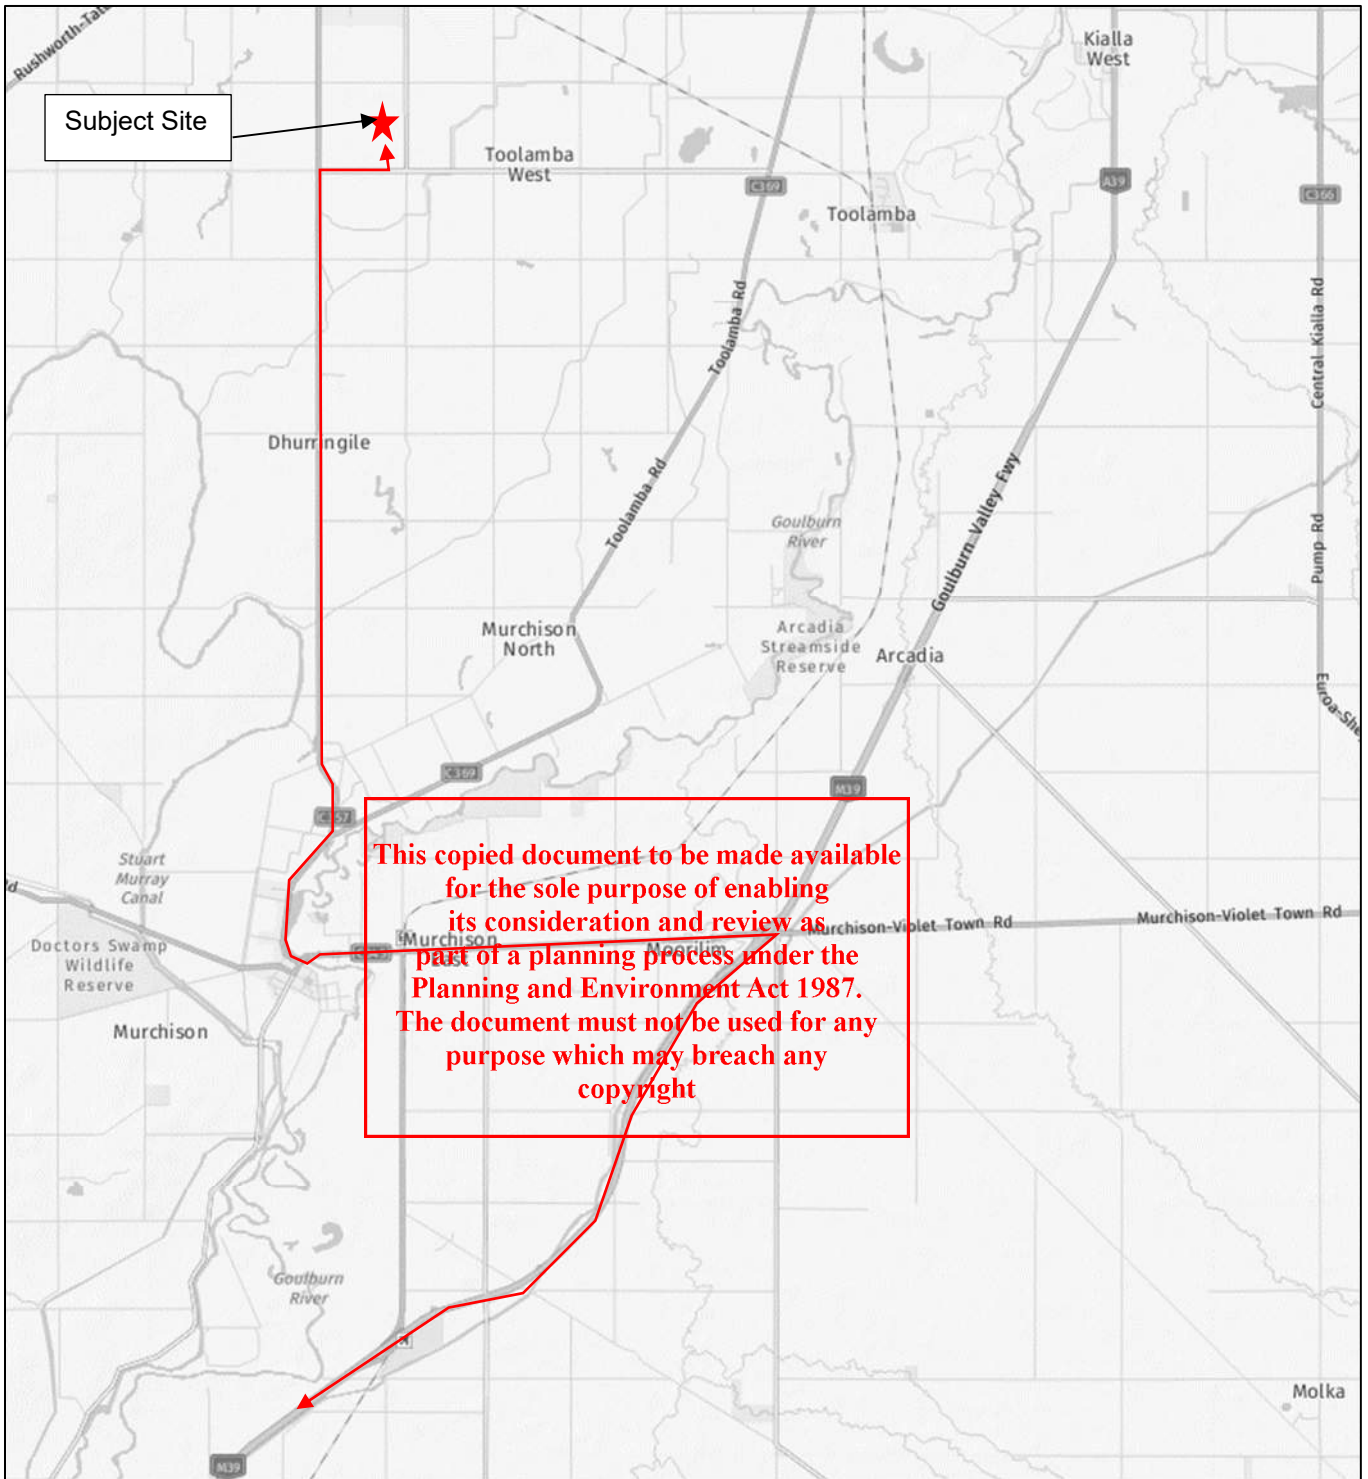 Rushworth-Tat
Kialla
West
Subject Site
Toolamba
West
C369
A39
C366
Toolamba
Toolamba Rd
Central Kialla Rd
Dhurringile
Toolamba Rd
Goulburn Valley Fwy
Goulburn
River
Pump Rd
Murchison
North
Arcadia
Streamside
Reserve
Arcadia
Euroa-She
C369
M39
C357
Stuart
Murray
Canal
This copied document to be made available
for the sole purpose of enabling
its consideration and review as
part of a planning process under the
Planning and Environment Act 1987.
The document must not be used for any
purpose which may breach any
copyright
Murchison-Violet Town Rd
Murchison-Violet Town Rd
Murchison
East
Moorilim
Doctors Swamp
Wildlife
Reserve
Murchison
Goulburn
River
Molka
M39